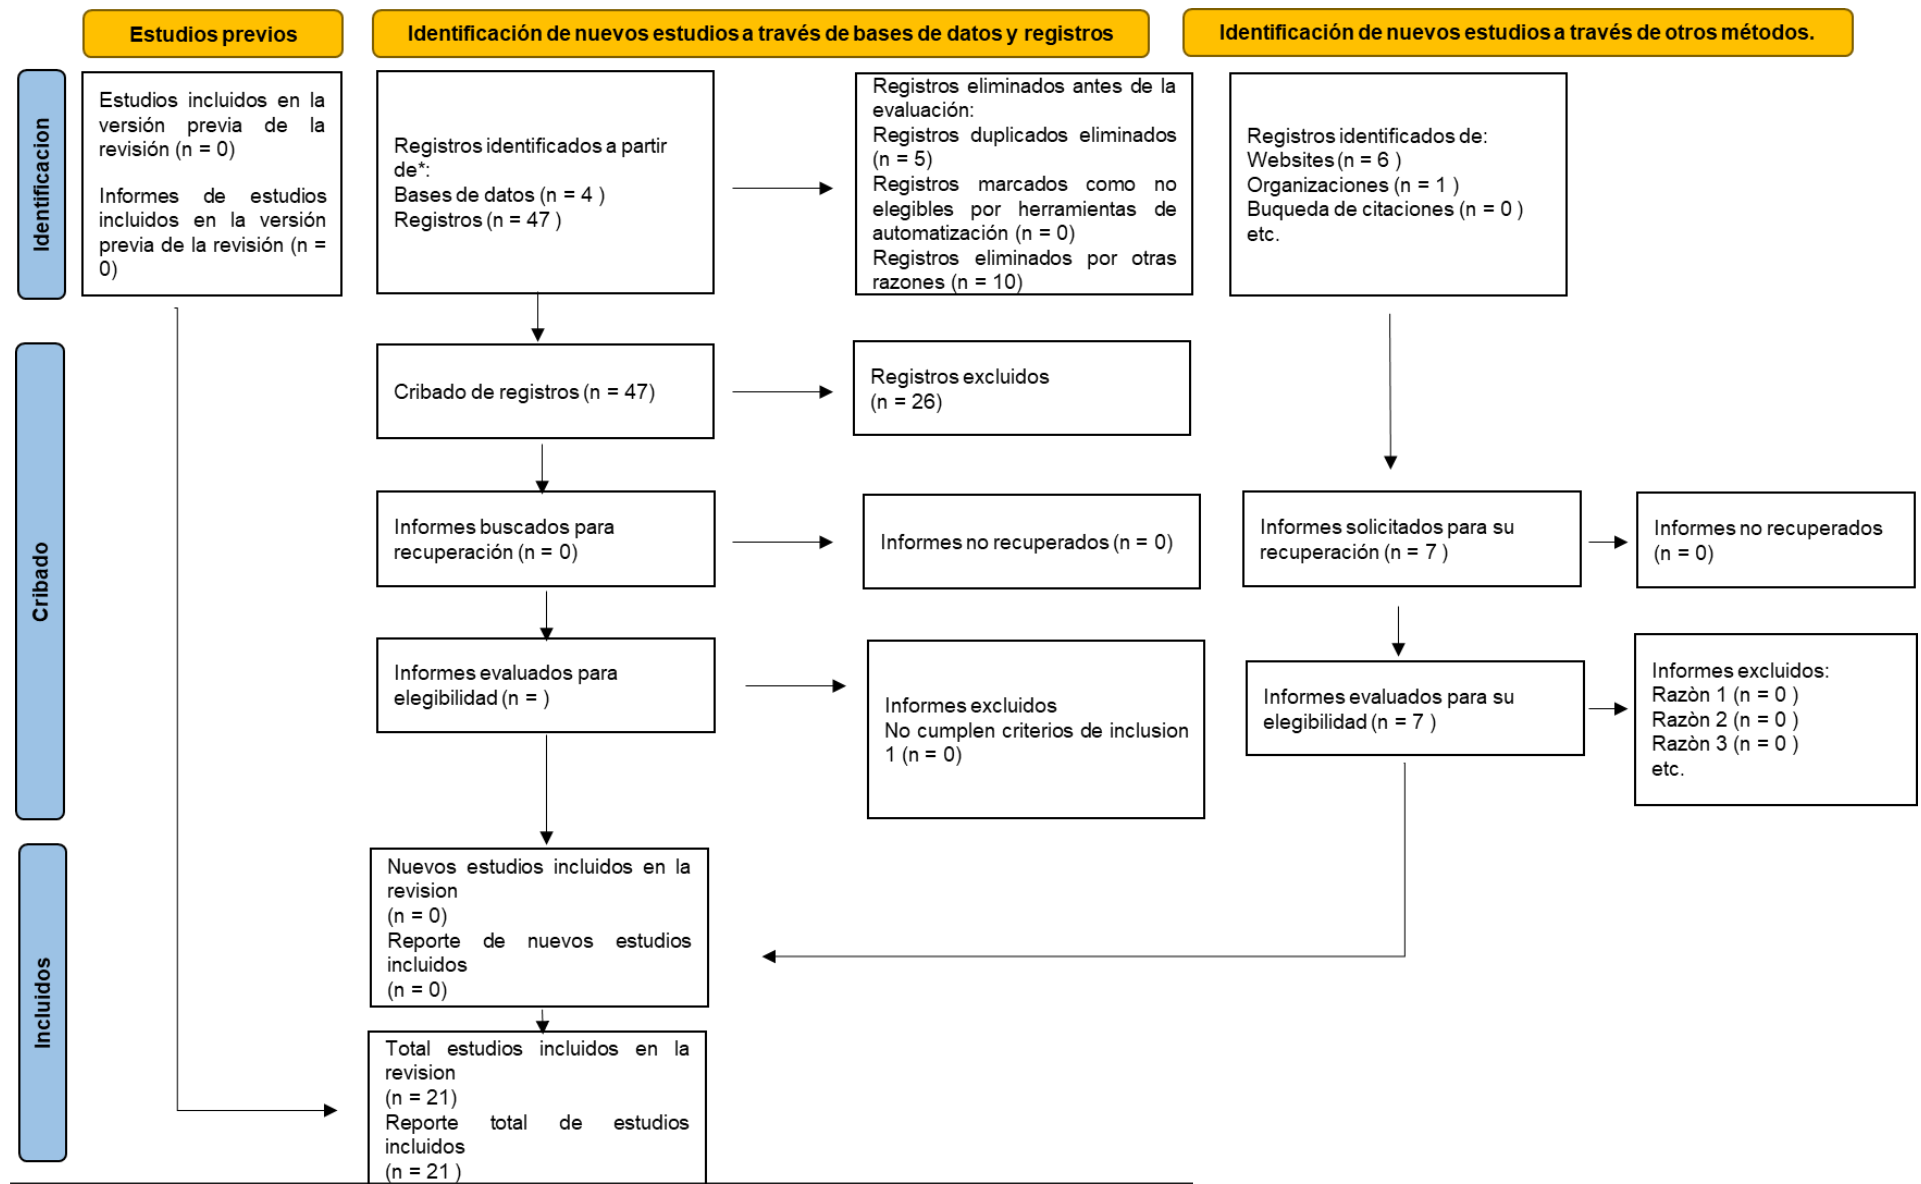 Estudios previos
Identificación de nuevos estudios a través de bases de datos y registros
Identificación de nuevos estudios a través de otros métodos.
Identificacion
Estudios incluidos en la
versión previa de la
revisión (n = 0)
Informes de estudios
incluidos en la versión
previa de la revisión (n =
0)
Registros identificados a partir
de*:
Bases de datos (n = 4 )
Registros (n = 47 )
Registros eliminados antes de la
evaluación:
Registros duplicados eliminados
(n = 5)
Registros marcados como no
elegibles por herramientas de
automatización (n = 0)
Registros eliminados por otras
razones (n = 10)
Registros identificados de:
Websites (n = 6 )
Organizaciones (n = 1 )
Buqueda de citaciones (n = 0 )
etc.
Cribado
Cribado de registros (n = 47)
Registros excluidos
(n = 26)
Informes buscados para
recuperación (n = 0)
Informes no recuperados (n = 0)
Informes solicitados para su
recuperación (n = 7 )
Informes no recuperados
(n = 0)
Informes evaluados para
elegibilidad (n = )
Informes excluidos
No cumplen criterios de inclusion
1 (n = 0)
Informes evaluados para su
elegibilidad (n = 7 )
Informes excluidos:
Razòn 1 (n = 0 )
Razòn 2 (n = 0 )
Razòn 3 (n = 0 )
etc.
Incluidos
Nuevos estudios incluidos en la
revision
(n = 0)
Reporte de nuevos estudios
incluidos
(n = 0)
Total estudios incluidos en la
revision
(n = 21)
Reporte total de estudios
incluidos
(n = 21 )